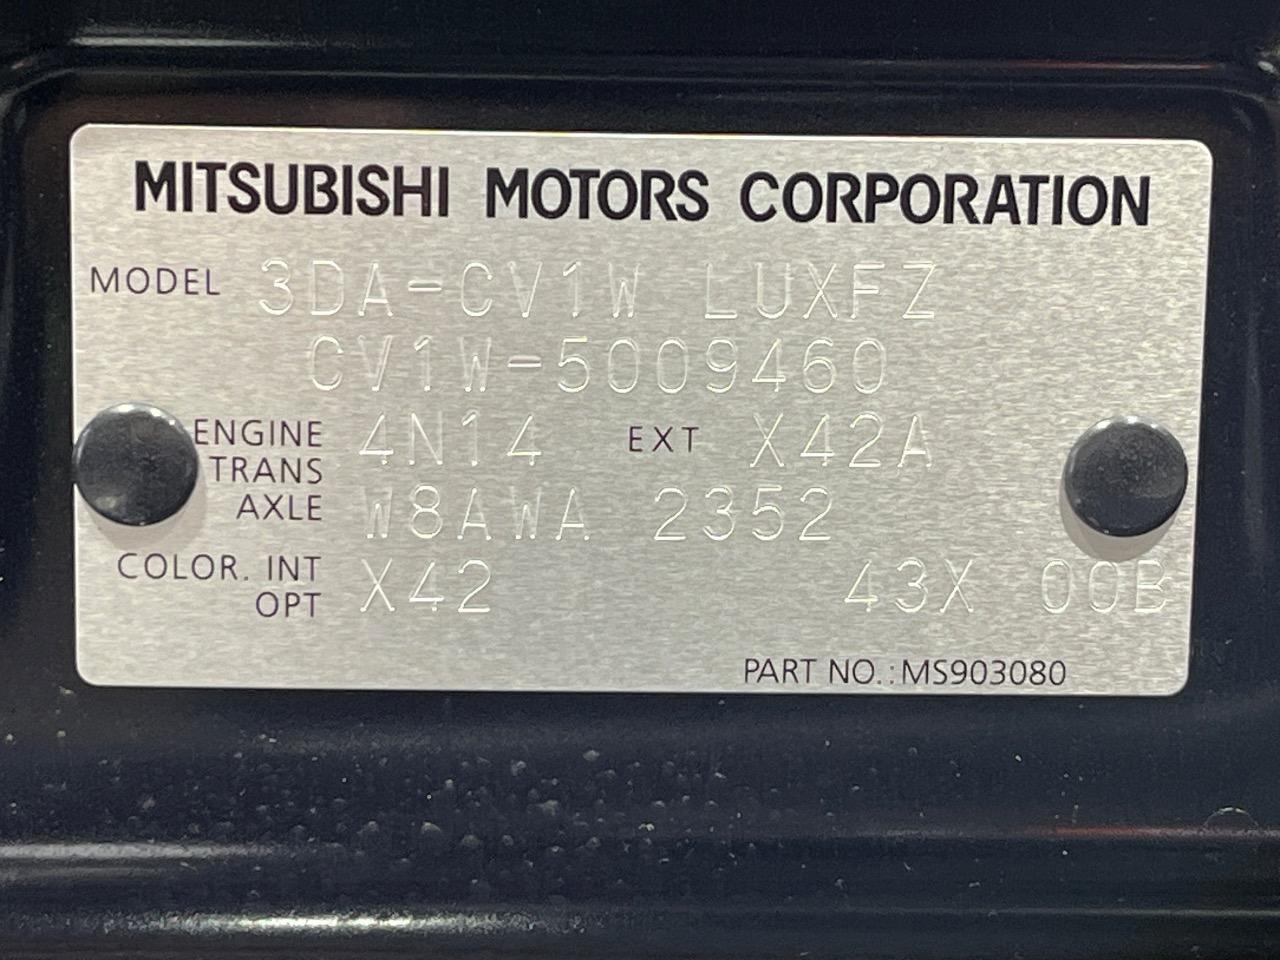 MITSUBISHI MOTORS CORPORATION
MODEL 3DA-CV1W LUXFZ
CV1W-5009460
ENGINE 4N14 EXT X42A
TRANS
AXLE W8AWA 2352
COLOR. INT X42 43X 00B
OPT
PART NO.:MS903080